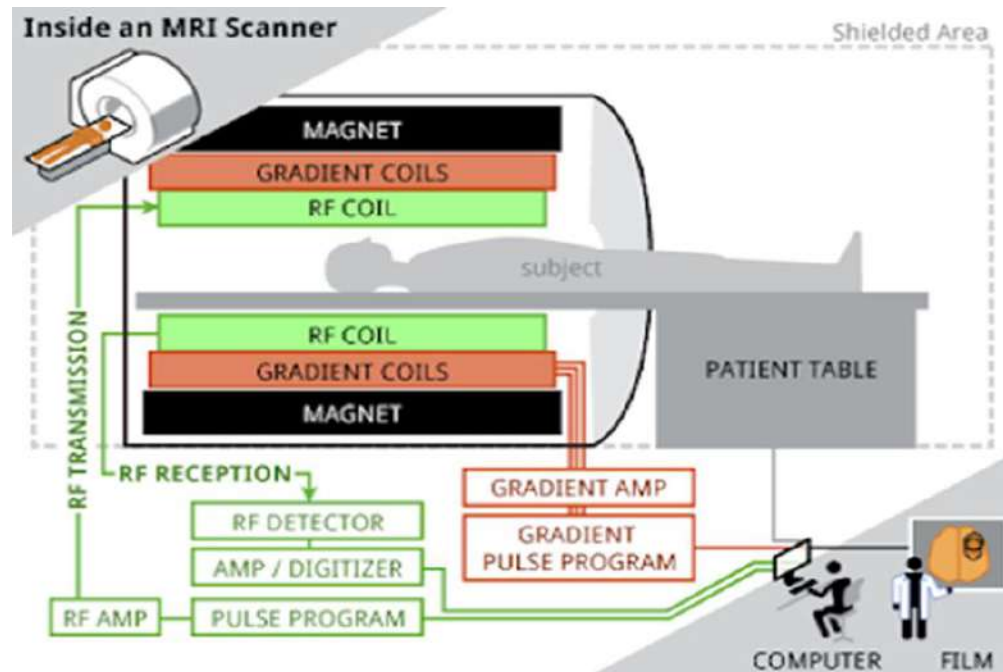 Inside an MRI Scanner
Shielded Area
MAGNET
GRADIENT COILS
RF COIL
subject
RF COIL
GRADIENT COILS
MAGNET
PATIENT TABLE
RF TRANSMISSION
RF RECEPTION
RF DETECTOR
AMP / DIGITIZER
RF AMP
PULSE PROGRAM
GRADIENT AMP
GRADIENT
PULSE PROGRAM
COMPUTER
FILM